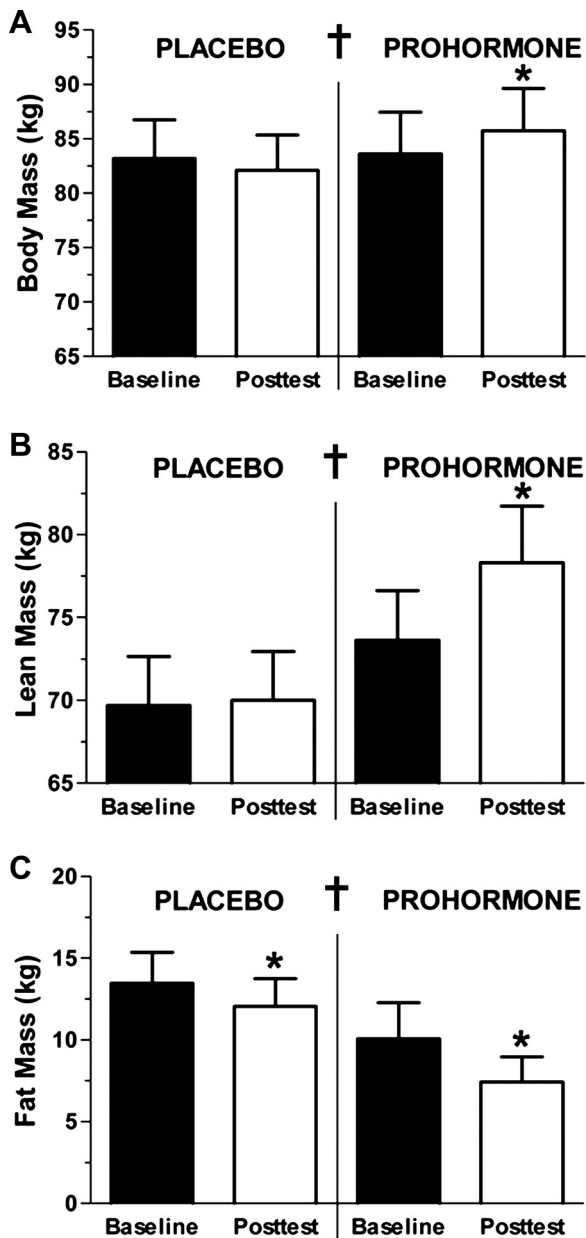 A
PLACEBO † PROHORMONE
Body Mass (kg)
95
90
85
80
75
70
65
*
Baseline Posttest Baseline Posttest
B
PLACEBO † PROHORMONE
Lean Mass (kg)
85
80
75
70
65
*
Baseline Posttest Baseline Posttest
C
PLACEBO † PROHORMONE
Fat Mass (kg)
20
15
10
5
0
* *
Baseline Posttest Baseline Posttest